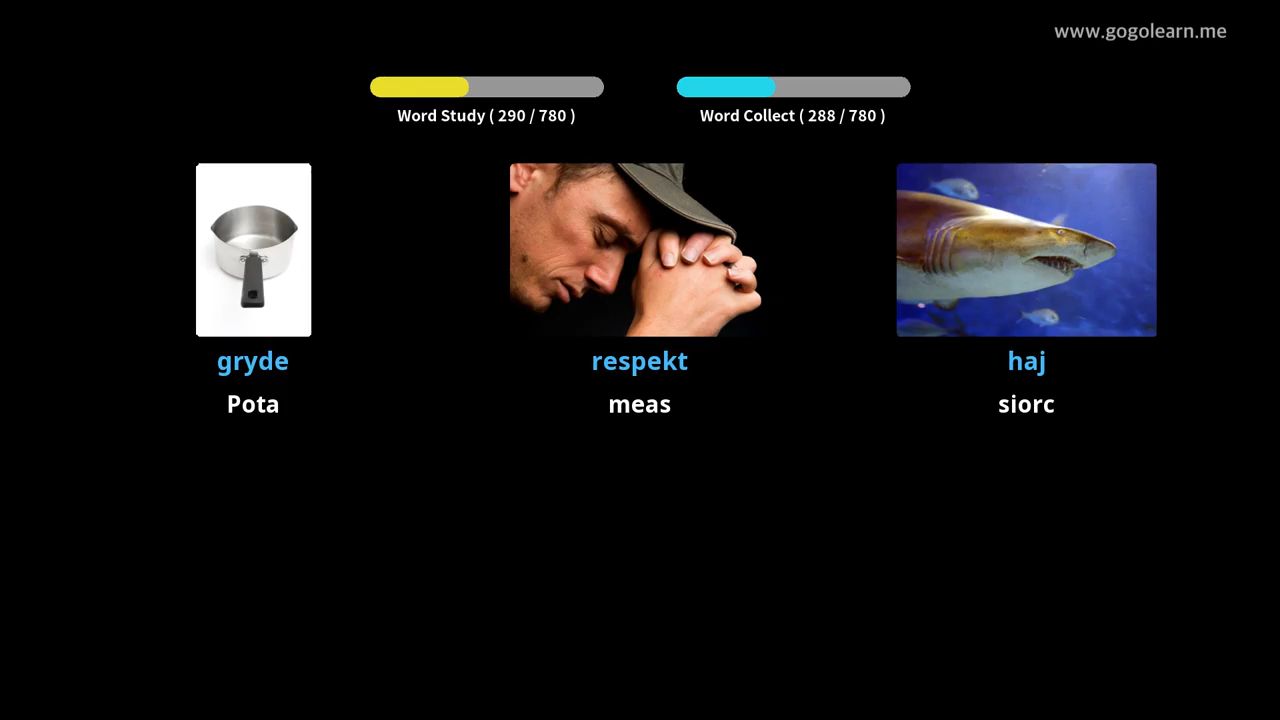 www.gogolearn.me
Word Study ( 290 / 780 )
Word Collect ( 288 / 780 )
gryde
respekt
haj
Pota
meas
siorc